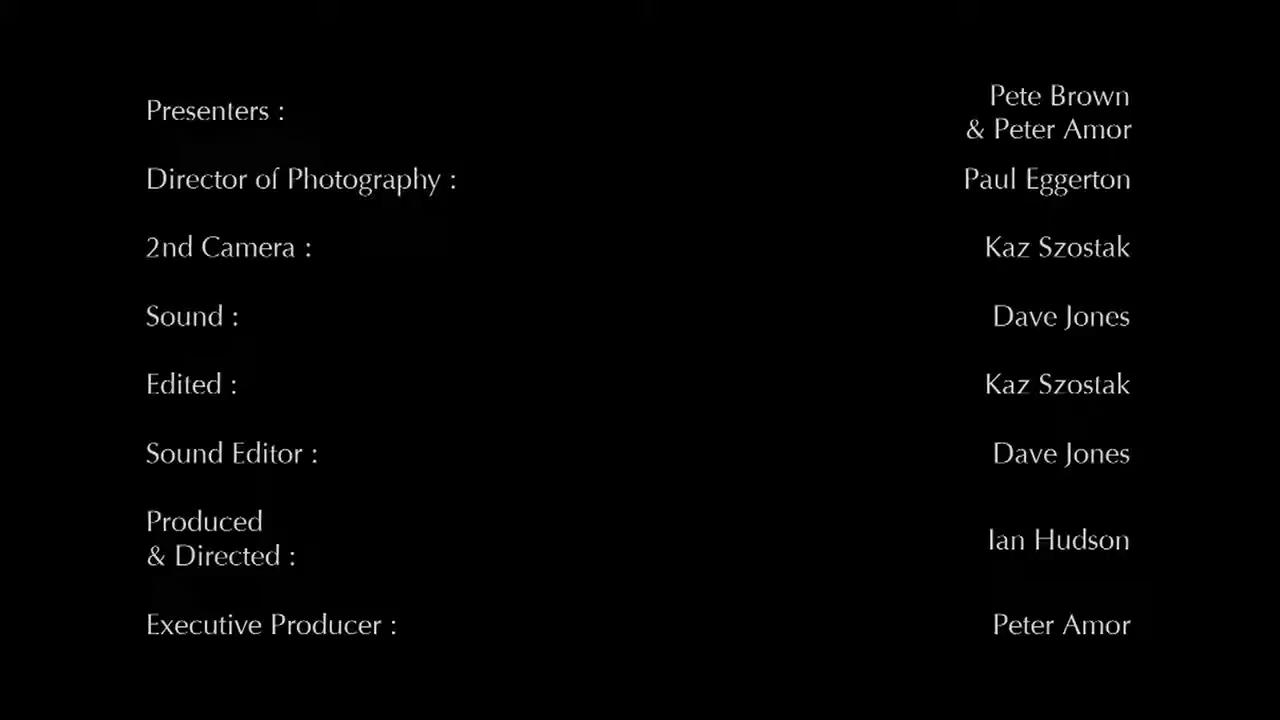 Presenters :
Pete Brown
& Peter Amor
Director of Photography :
Paul Eggerton
2nd Camera :
Kaz Szostak
Sound :
Dave Jones
Edited :
Kaz Szostak
Sound Editor :
Dave Jones
Produced
& Directed :
Ian Hudson
Executive Producer :
Peter Amor